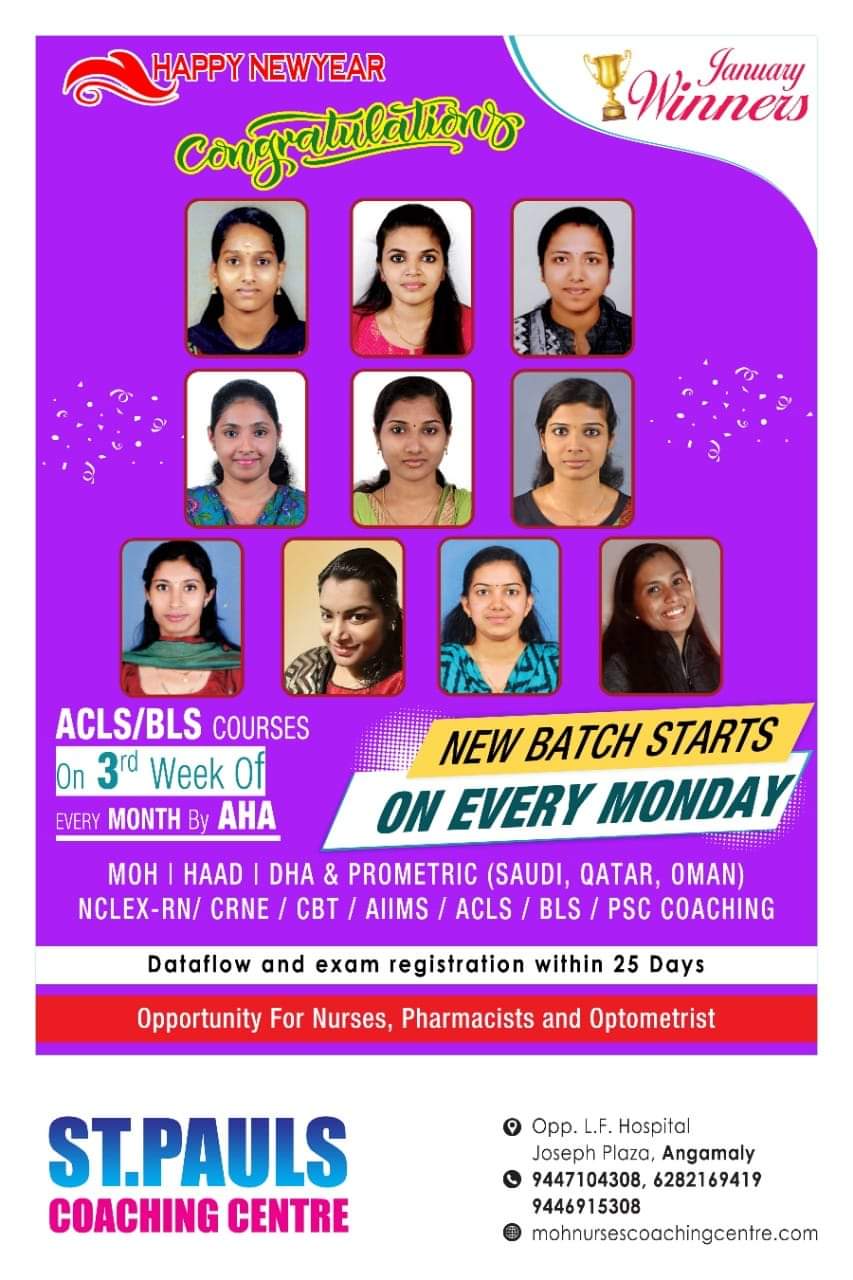 HAPPY NEWYEAR
Congratulations
January
Winners
ACLS/BLS COURSES
On 3rd Week Of
EVERY MONTH By AHA
NEW BATCH STARTS
ON EVERY MONDAY
MOH | HAAD | DHA & PROMETRIC (SAUDI, QATAR, OMAN)
NCLEX-RN/ CRNE / CBT / AIIMS / ACLS / BLS / PSC COACHING
Dataflow and exam registration within 25 Days
Opportunity For Nurses, Pharmacists and Optometrist
ST.PAULS
COACHING CENTRE
Opp. L.F. Hospital
Joseph Plaza, Angamaly
9447104308, 6282169419
9446915308
mohnursescoachingcentre.com